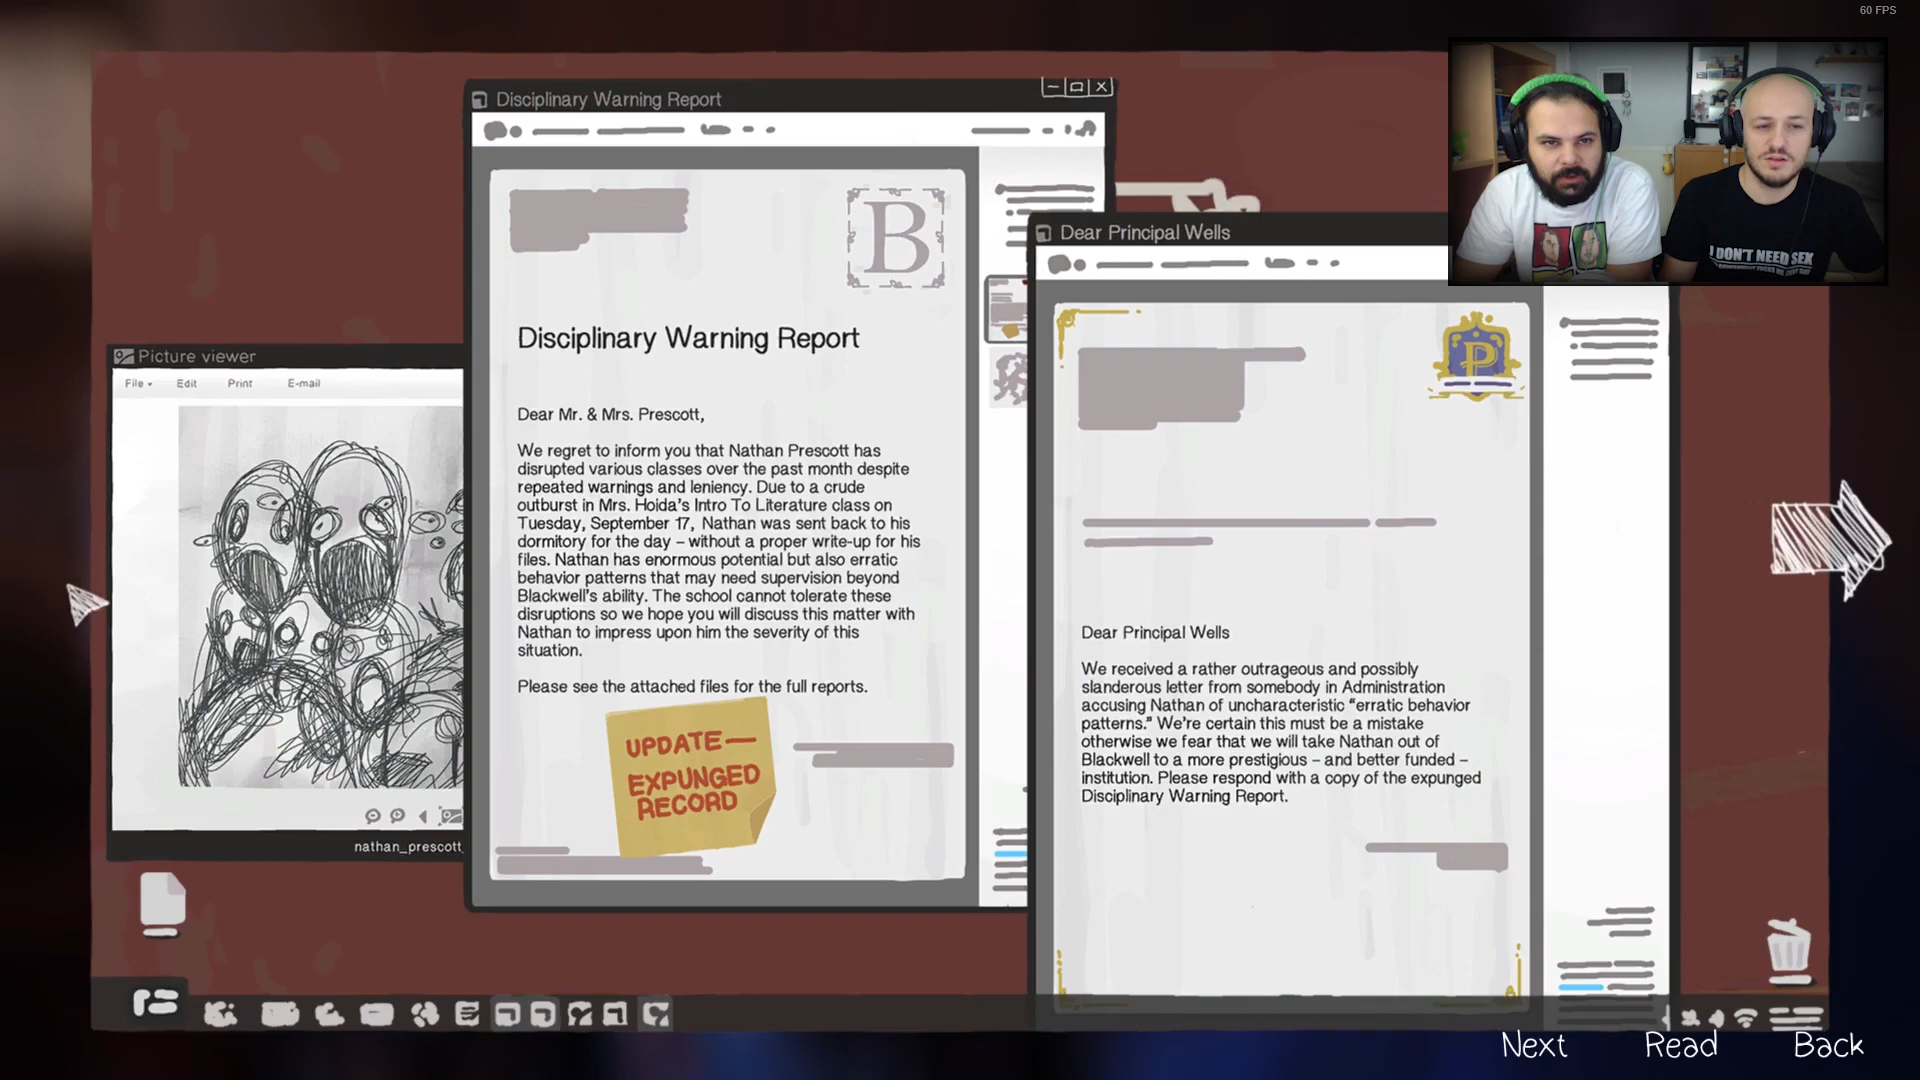 60 FPS
Disciplinary Warning Report
B
Disciplinary Warning Report
Dear Mr. & Mrs. Prescott,
We regret to inform you that Nathan Prescott has
disrupted various classes over the past month despite
repeated warnings and leniency. Due to a crude
outburst in Mrs. Hoida's Intro To Literature class on
Tuesday, September 17, Nathan was sent back to his
dormitory for the day – without a proper write-up for his
files. Nathan has enormous potential but also erratic
behavior patterns that may need supervision beyond
Blackwell's ability. The school cannot tolerate these
disruptions so we hope you will discuss this matter with
Nathan to impress upon him the severity of this
situation.
Please see the attached files for the full reports.
UPDATE—
EXPUNGED
RECORD
Picture viewer
File Edit Print E-mail
nathan_prescott_
Dear Principal Wells
P
Dear Principal Wells
We received a rather outrageous and possibly
slanderous letter from somebody in Administration
accusing Nathan of uncharacteristic “erratic behavior
patterns.” We're certain this must be a mistake
otherwise we fear that we will take Nathan out of
Blackwell to a more prestigious – and better funded –
institution. Please respond with a copy of the expunged
Disciplinary Warning Report.
I DON'T NEED SEX
Next Read Back